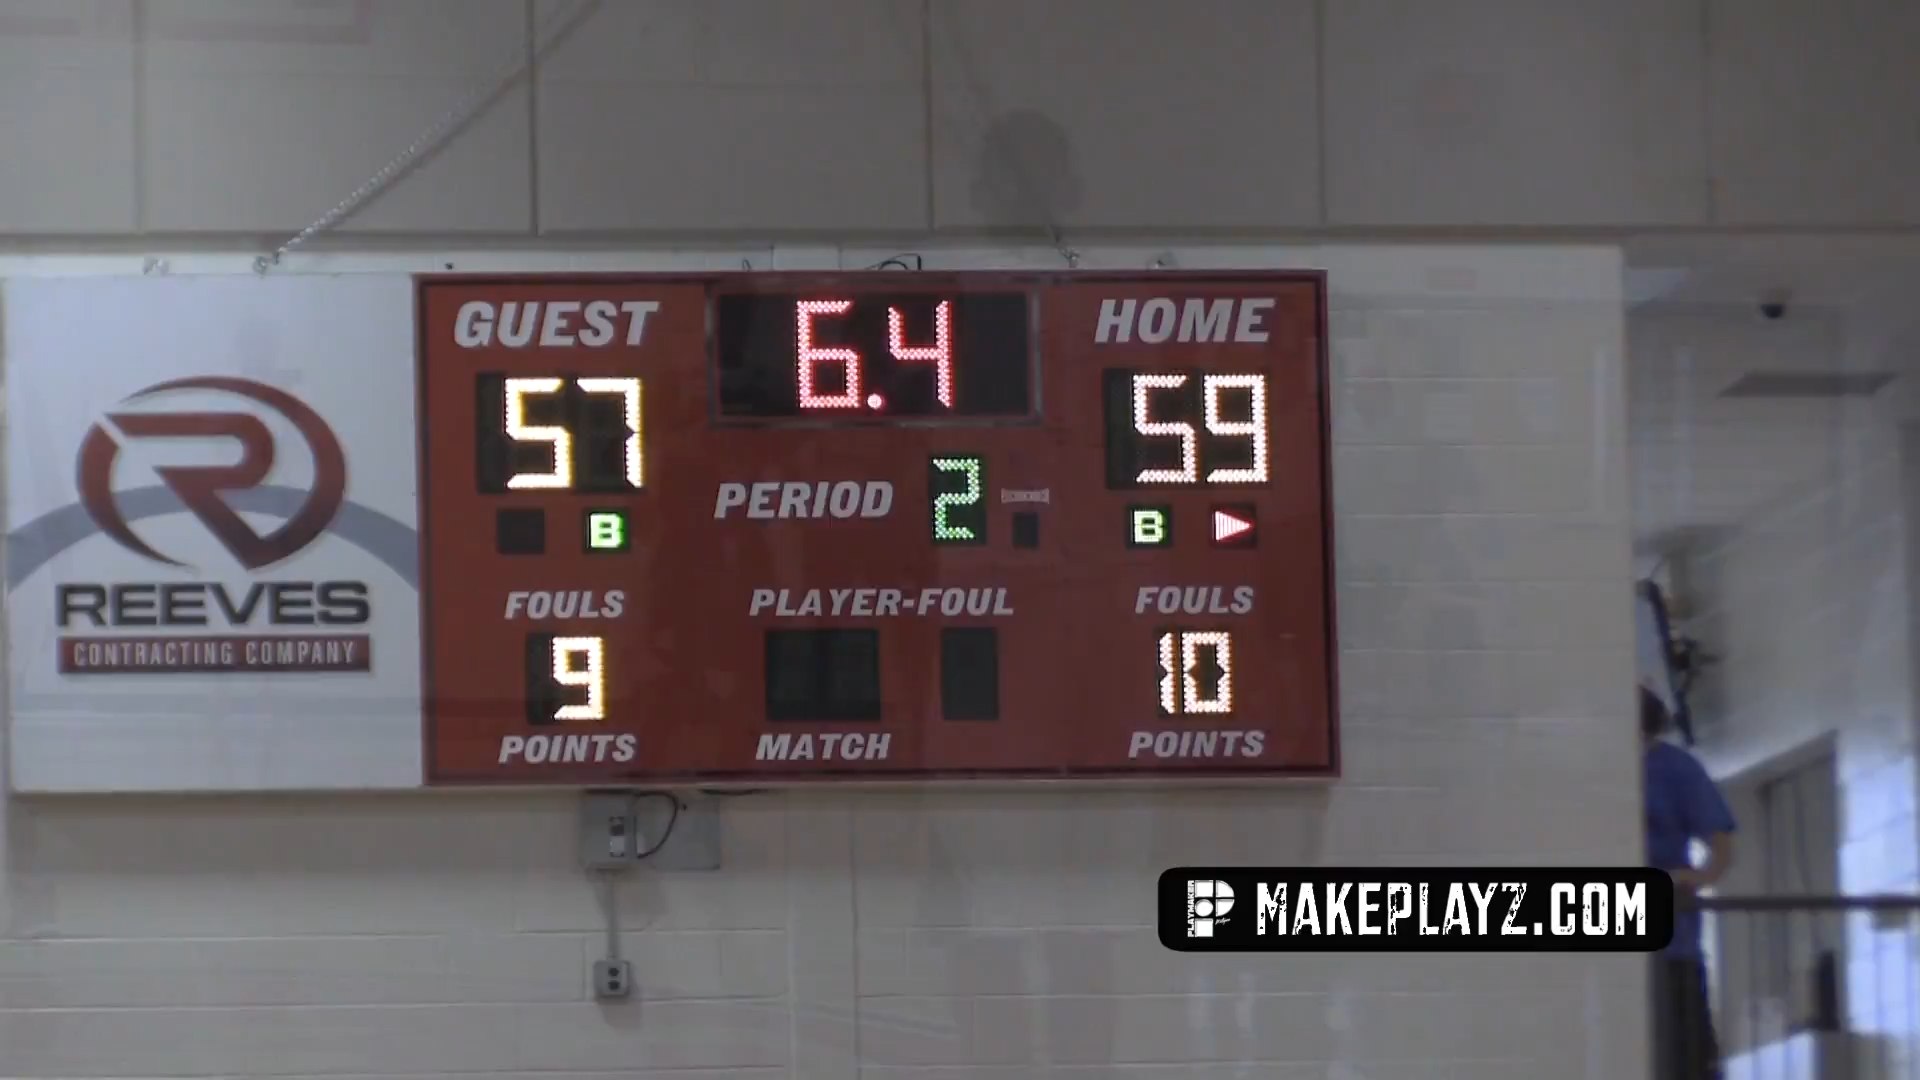 GUEST
6.4
HOME
57
59
PERIOD 2
B
B
FOULS
PLAYER-FOUL
FOULS
9
10
POINTS
MATCH
POINTS
REEVES
CONTRACTING COMPANY
PLAYMAKER
MAKEPLAYZ.COM